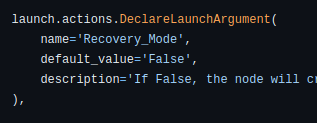 launch.actions.DeclareLaunchArgument(
name='Recovery_Mode',
default_value='False',
description='If False, the node will
),